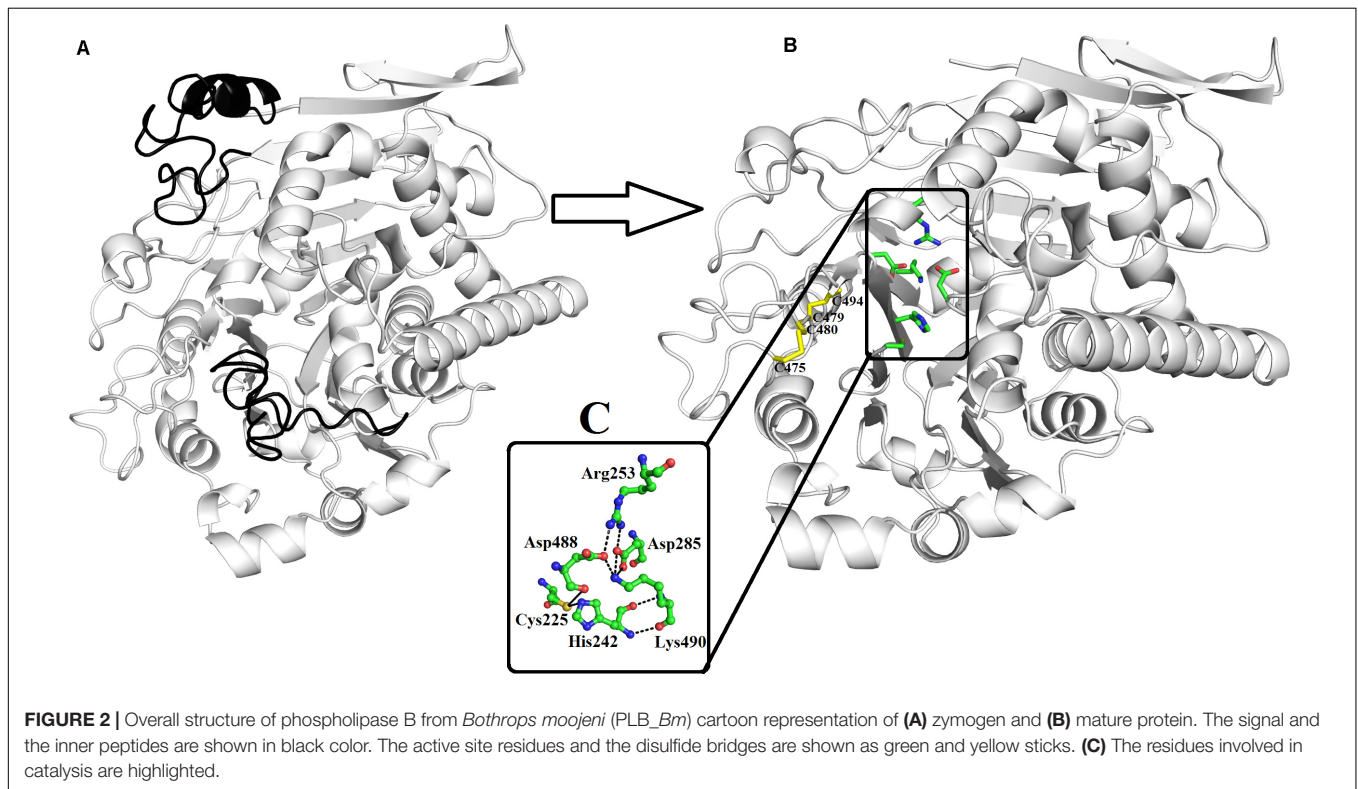 A
B
C494
C479
C480
C475
C
Arg253
Asp488
Asp285
Cys225
His242
Lys490
FIGURE 2 | Overall structure of phospholipase B from Bothrops moojeni (PLB_Bm) cartoon representation of (A) zymogen and (B) mature protein. The signal and
the inner peptides are shown in black color. The active site residues and the disulfide bridges are shown as green and yellow sticks. (C) The residues involved in
catalysis are highlighted.